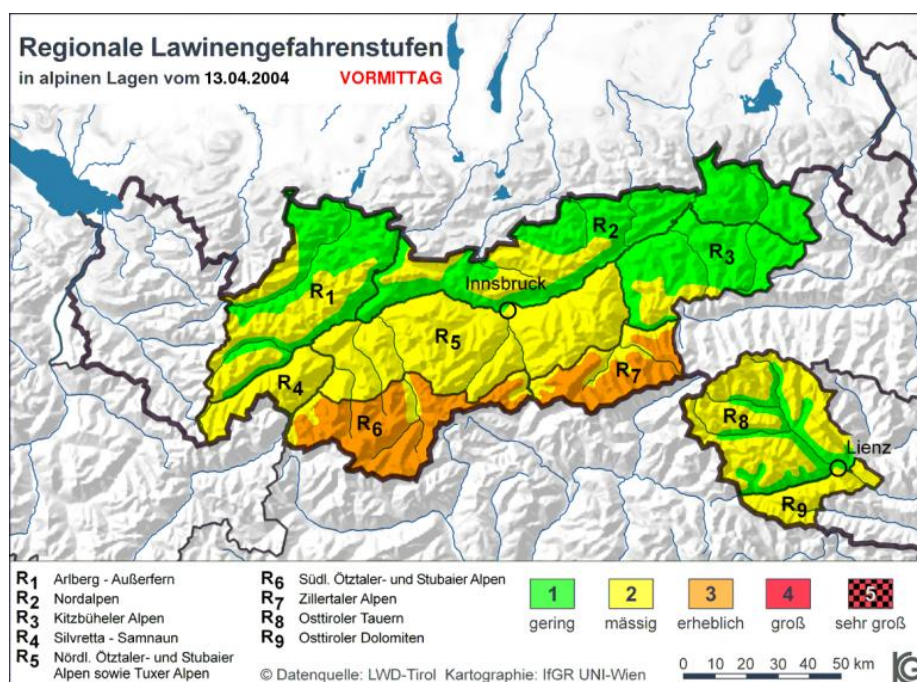 Regionale Lawinengefahrenstufen
in alpinen Lagen vom 13.04.2004 VORMITTAG
R2
R3
R1
Innsbruck
R5
R4
R7
R6
R8
Lienz
R9
R1 Arlberg - Außerfern
R2 Nordalpen
R3 Kitzbüheler Alpen
R4 Silvretta - Samnaun
R5 Nördl. Ötztaler- und Stubaier
Alpen sowie Tuxer Alpen
R6 Südl. Ötztaler- und Stubaier Alpen
R7 Zillertaler Alpen
R8 Osttiroler Tauern
R9 Osttiroler Dolomiten
1 2 3 4 5
gering mässig erheblich groß sehr groß
© Datenquelle: LWD-Tirol Kartographie: IfGR UNI-Wien
0 10 20 30 40 50 km